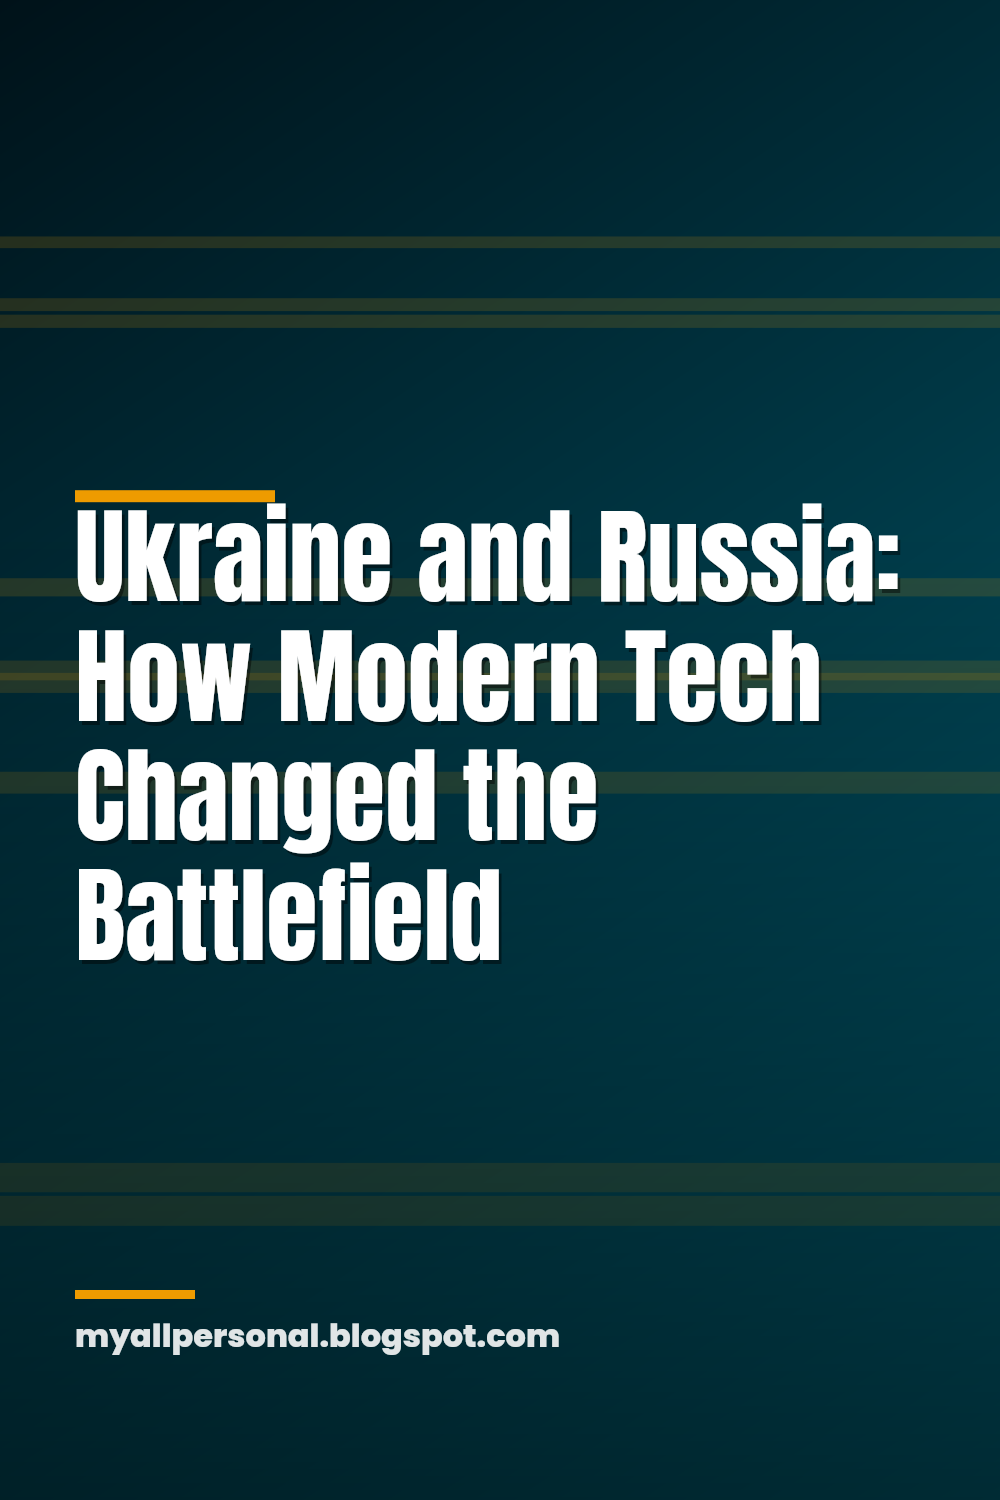 Ukraine and Russia:
How Modern Tech
Changed the
Battlefield
myallpersonal.blogspot.com